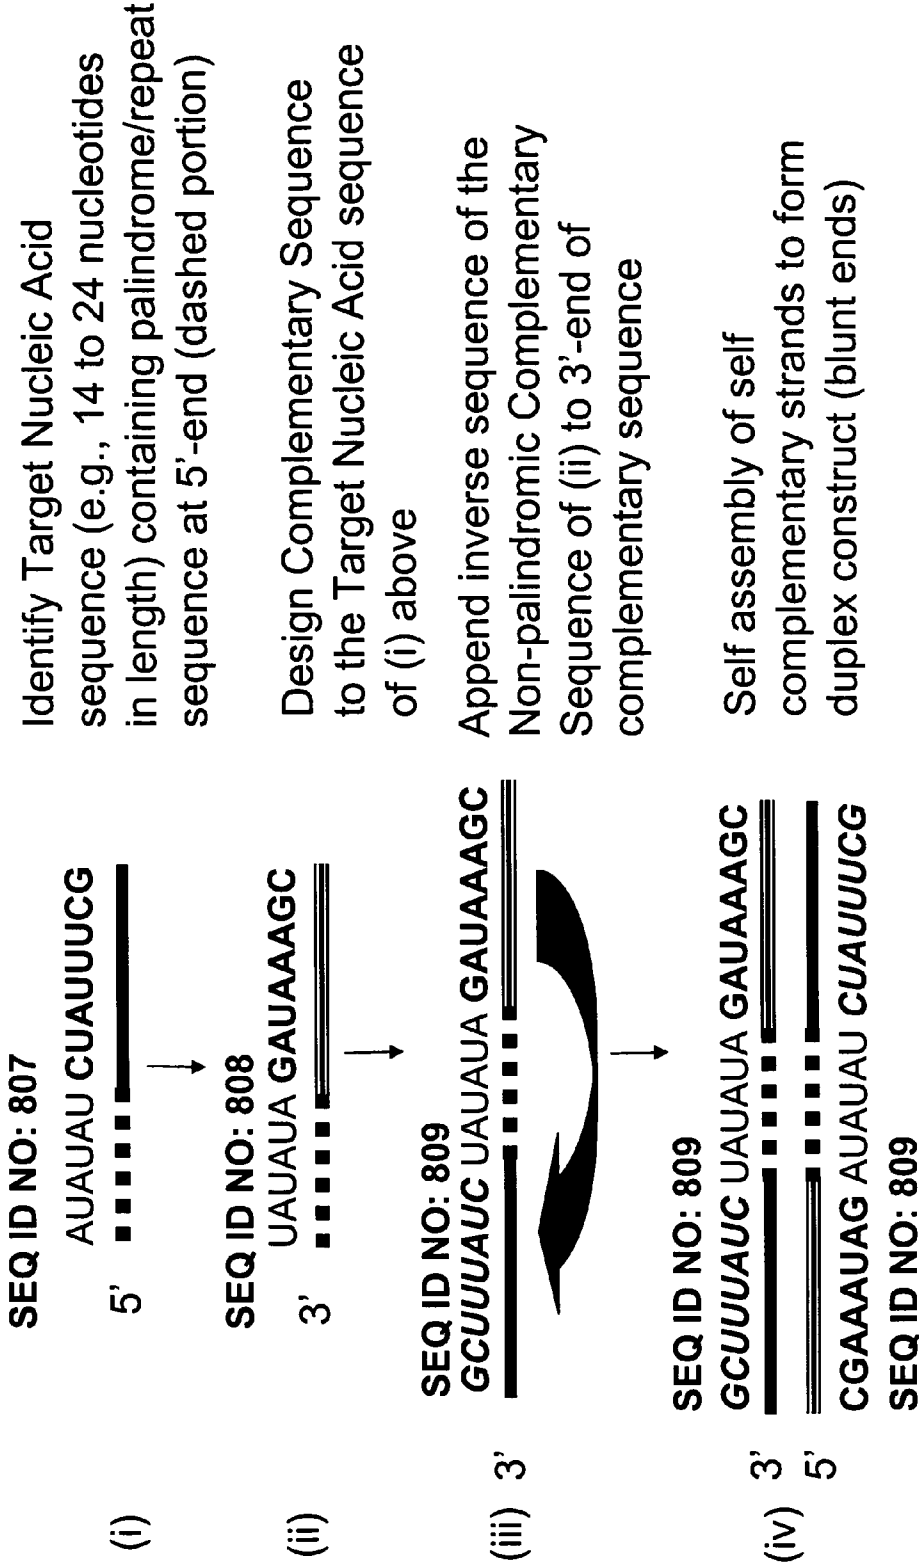 SEQ ID NO: 807
AUAUAU CUAUUUCG
(i)
5'
Identify Target Nucleic Acid
sequence (e.g., 14 to 24 nucleotides
in length) containing palindrome/repeat
sequence at 5'-end (dashed portion)
SEQ ID NO: 808
UAUAUA GAUAAAGC
(ii)
3'
Design Complementary Sequence
to the Target Nucleic Acid sequence
of (i) above
SEQ ID NO: 809
GCUUUAUC UAUAUA GAUAAAGC
(iii) 3'
Append inverse sequence of the
Non-palindromic Complementary
Sequence of (ii) to 3'-end of
complementary sequence
SEQ ID NO: 809
GCUUUAUC UAUAUA GAUAAAGC
(iv) 3'
5'
CGAAAUAG AUAUAU CUAUUUCG
SEQ ID NO: 809
Self assembly of self
complementary strands to form
duplex construct (blunt ends)